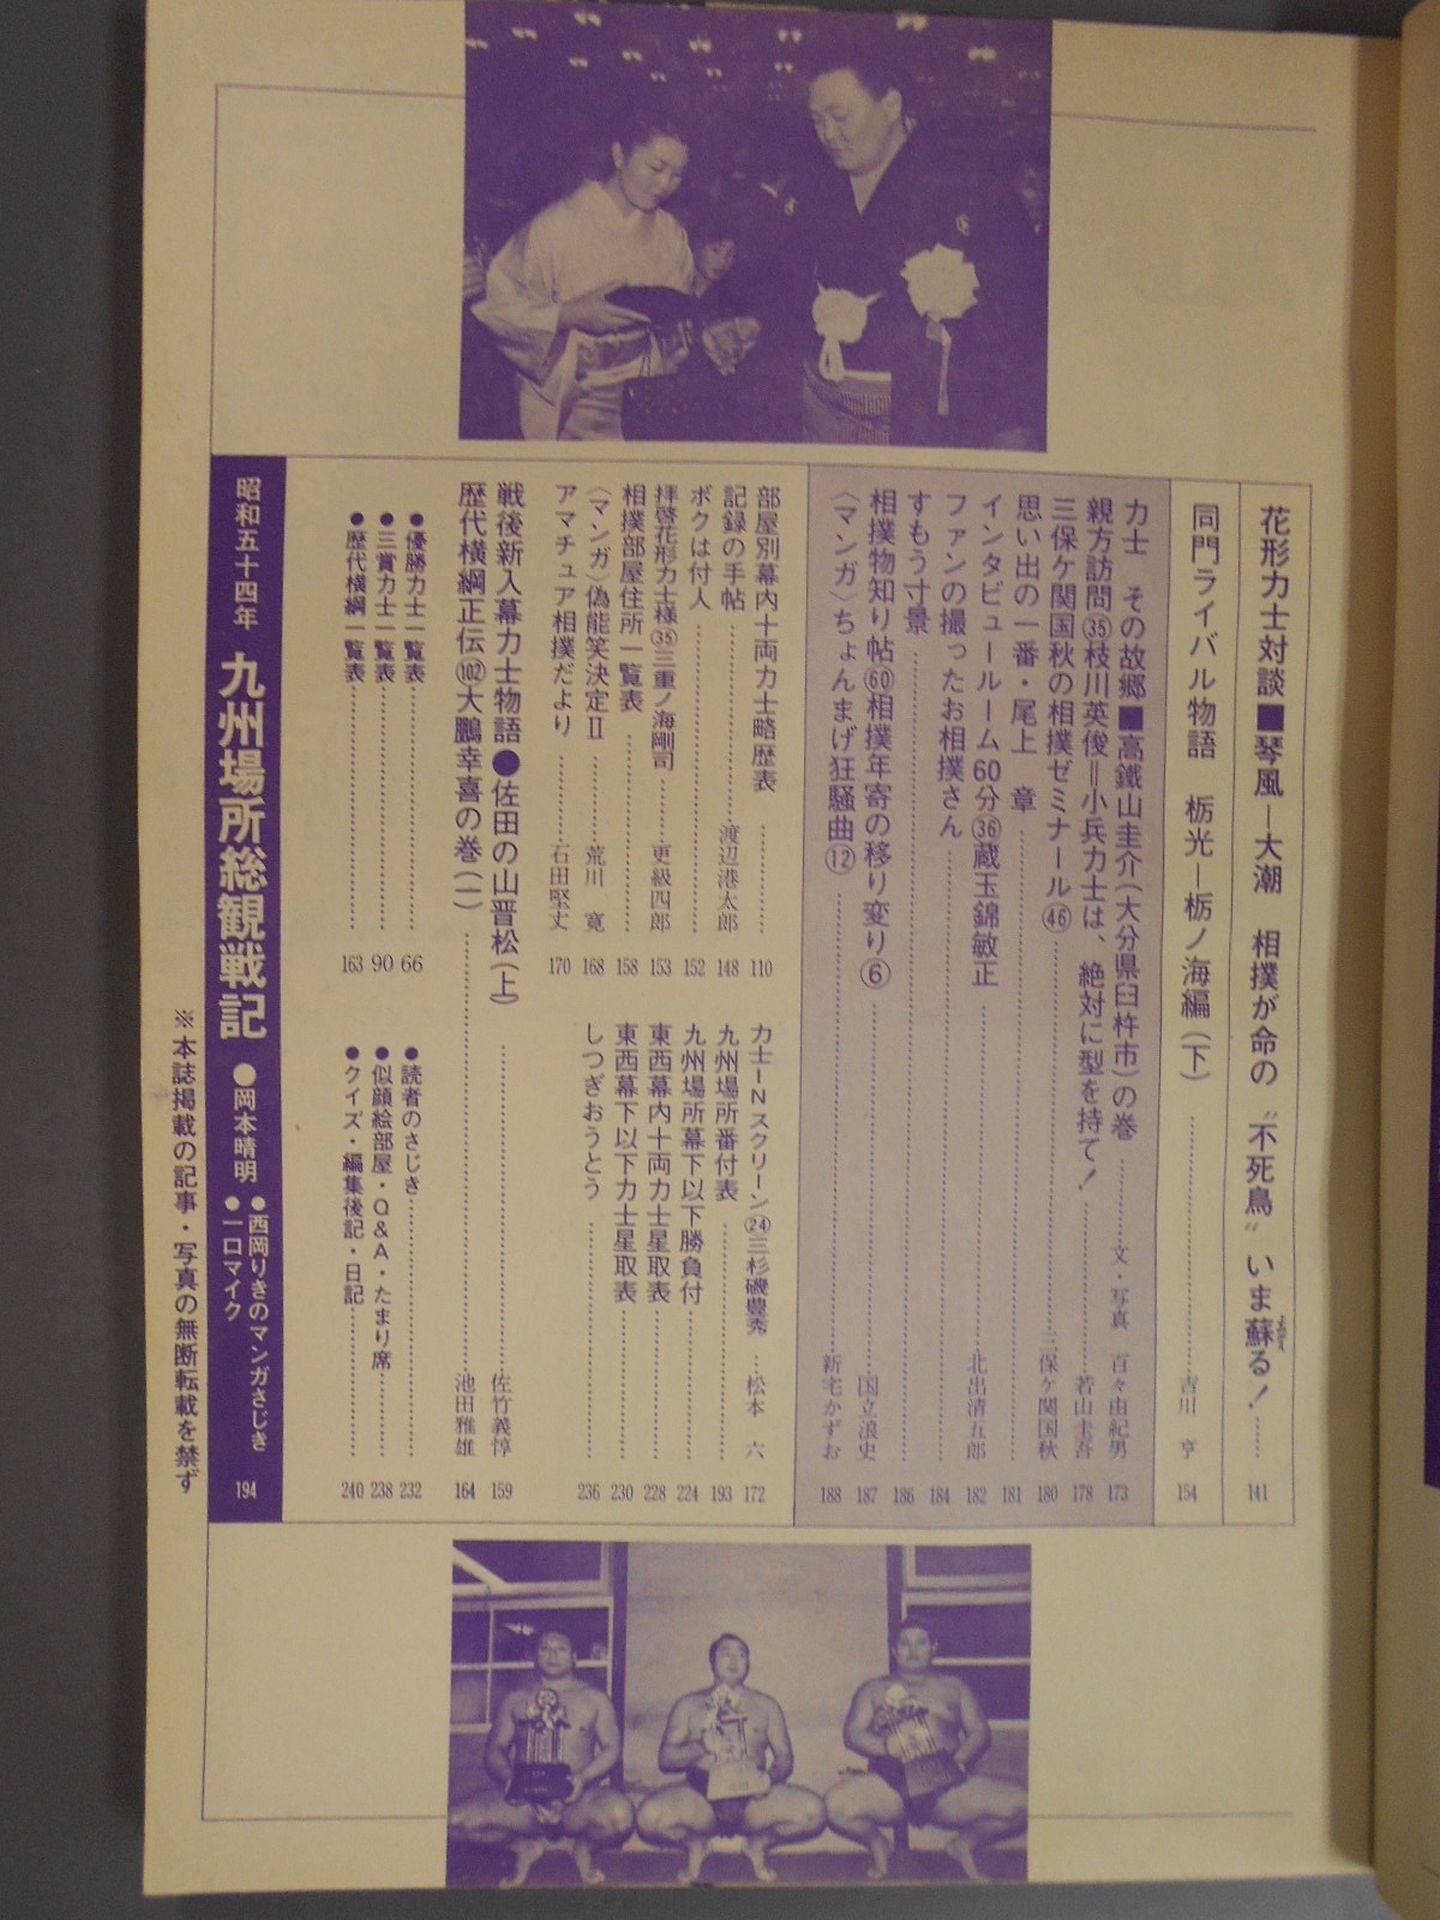 花形力士対談■琴風―大潮　相撲が命の〝不死鳥〟いま蘇る！……141
同門ライバル物語　栃光―栃ノ海編（下）……吉川　亨　154
力士　その故郷■高鐵山圭介（大分県臼杵市）の巻……文・写真　百々由紀男　173
親方訪問㉟枝川英俊＝小兵力士は、絶対に型を持て！……若山圭吾　178
三保ケ関国秋の相撲ゼミナール㊻……三保ケ関国秋　180
思い出の一番・尾上　章……181
インタビュールーム60分㊱蔵玉錦敏正……北出清五郎　182
ファンの撮ったお相撲さん……184
すもう寸景……186
相撲物知り帖⑥⓪相撲年寄の移り変り⑥……国立浪史　187
〈マンガ〉ちょんまげ狂騒曲⑫……新宅かずお　188
部屋別幕内十両力士略歴表……110
記録の手帖……渡辺港太郎　148
ボクは付人……152
拝啓花形力士様㉟三重ノ海剛司……更級四郎　153
相撲部屋住所一覧表……158
〈マンガ〉偽能笑決定II……荒川　寛　168
アマチュア相撲だより……石田堅丈　170
力士INスクリーン㉔三杉磯豊秀……松本　六　172
九州場所番付表……193
九州場所幕下以下勝負付……224
東西幕内十両力士星取表……228
東西幕下以下力士星取表……230
しつぎおうとう……236
戦後新入幕力士物語●佐田の山晋松（上）……佐竹義惇　159
歴代横綱正伝(102)大鵬幸喜の巻（一）……池田雅雄　164
●優勝力士一覧表……66
●三賞力士一覧表……90
●歴代横綱一覧表……163
●読者のさじき……232
●似顔絵部屋・Q&A・たまり席……238
●クイズ・編集後記・日記……240
昭和五十四年　九州場所総観戦記　●岡本晴明　●西岡りきのマンガさじき　●一口マイク　194
※本誌掲載の記事・写真の無断転載を禁ず